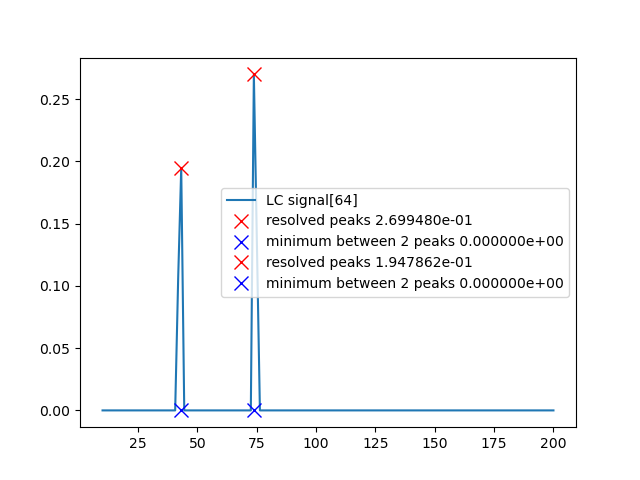 0.25
0.20
0.15
0.10
0.05
0.00
LC signal[64]
resolved peaks 2.699480e-01
minimum between 2 peaks 0.000000e+00
resolved peaks 1.947862e-01
minimum between 2 peaks 0.000000e+00
25 50 75 100 125 150 175 200